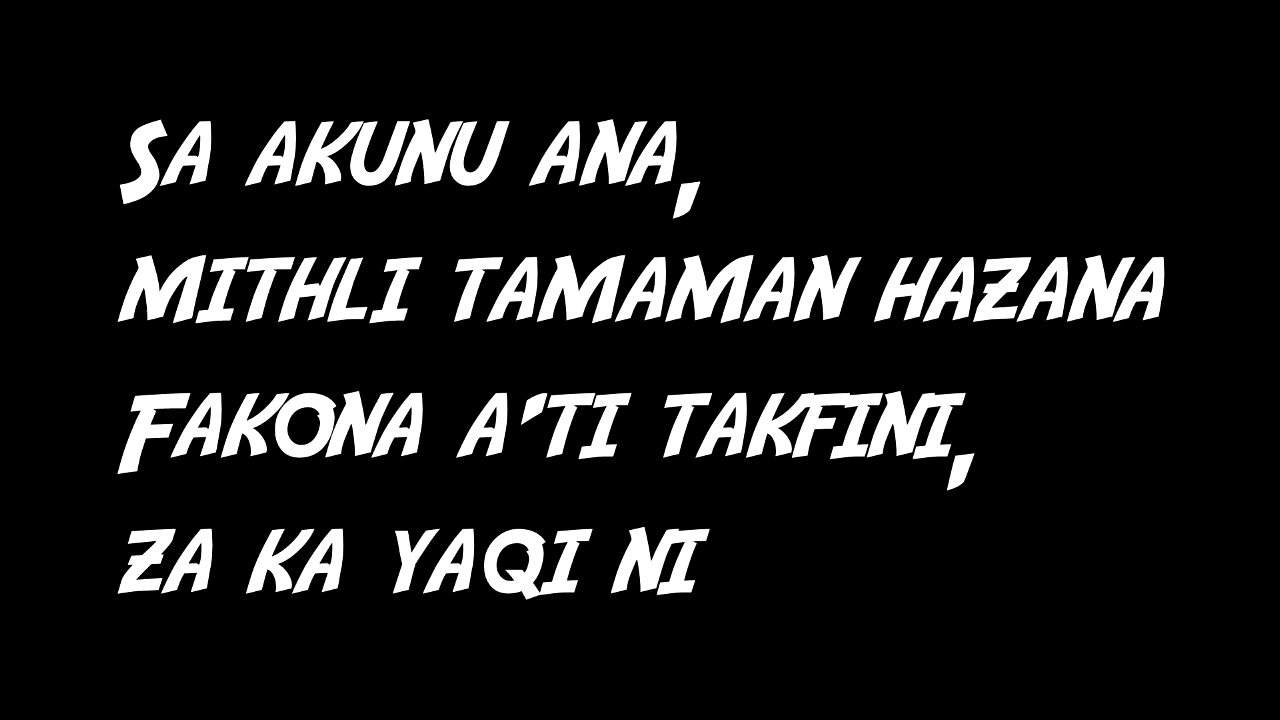 Sa akunu ana,
mithli tamaman hazana
Fakona a'ti takfini,
za ka yaqi ni